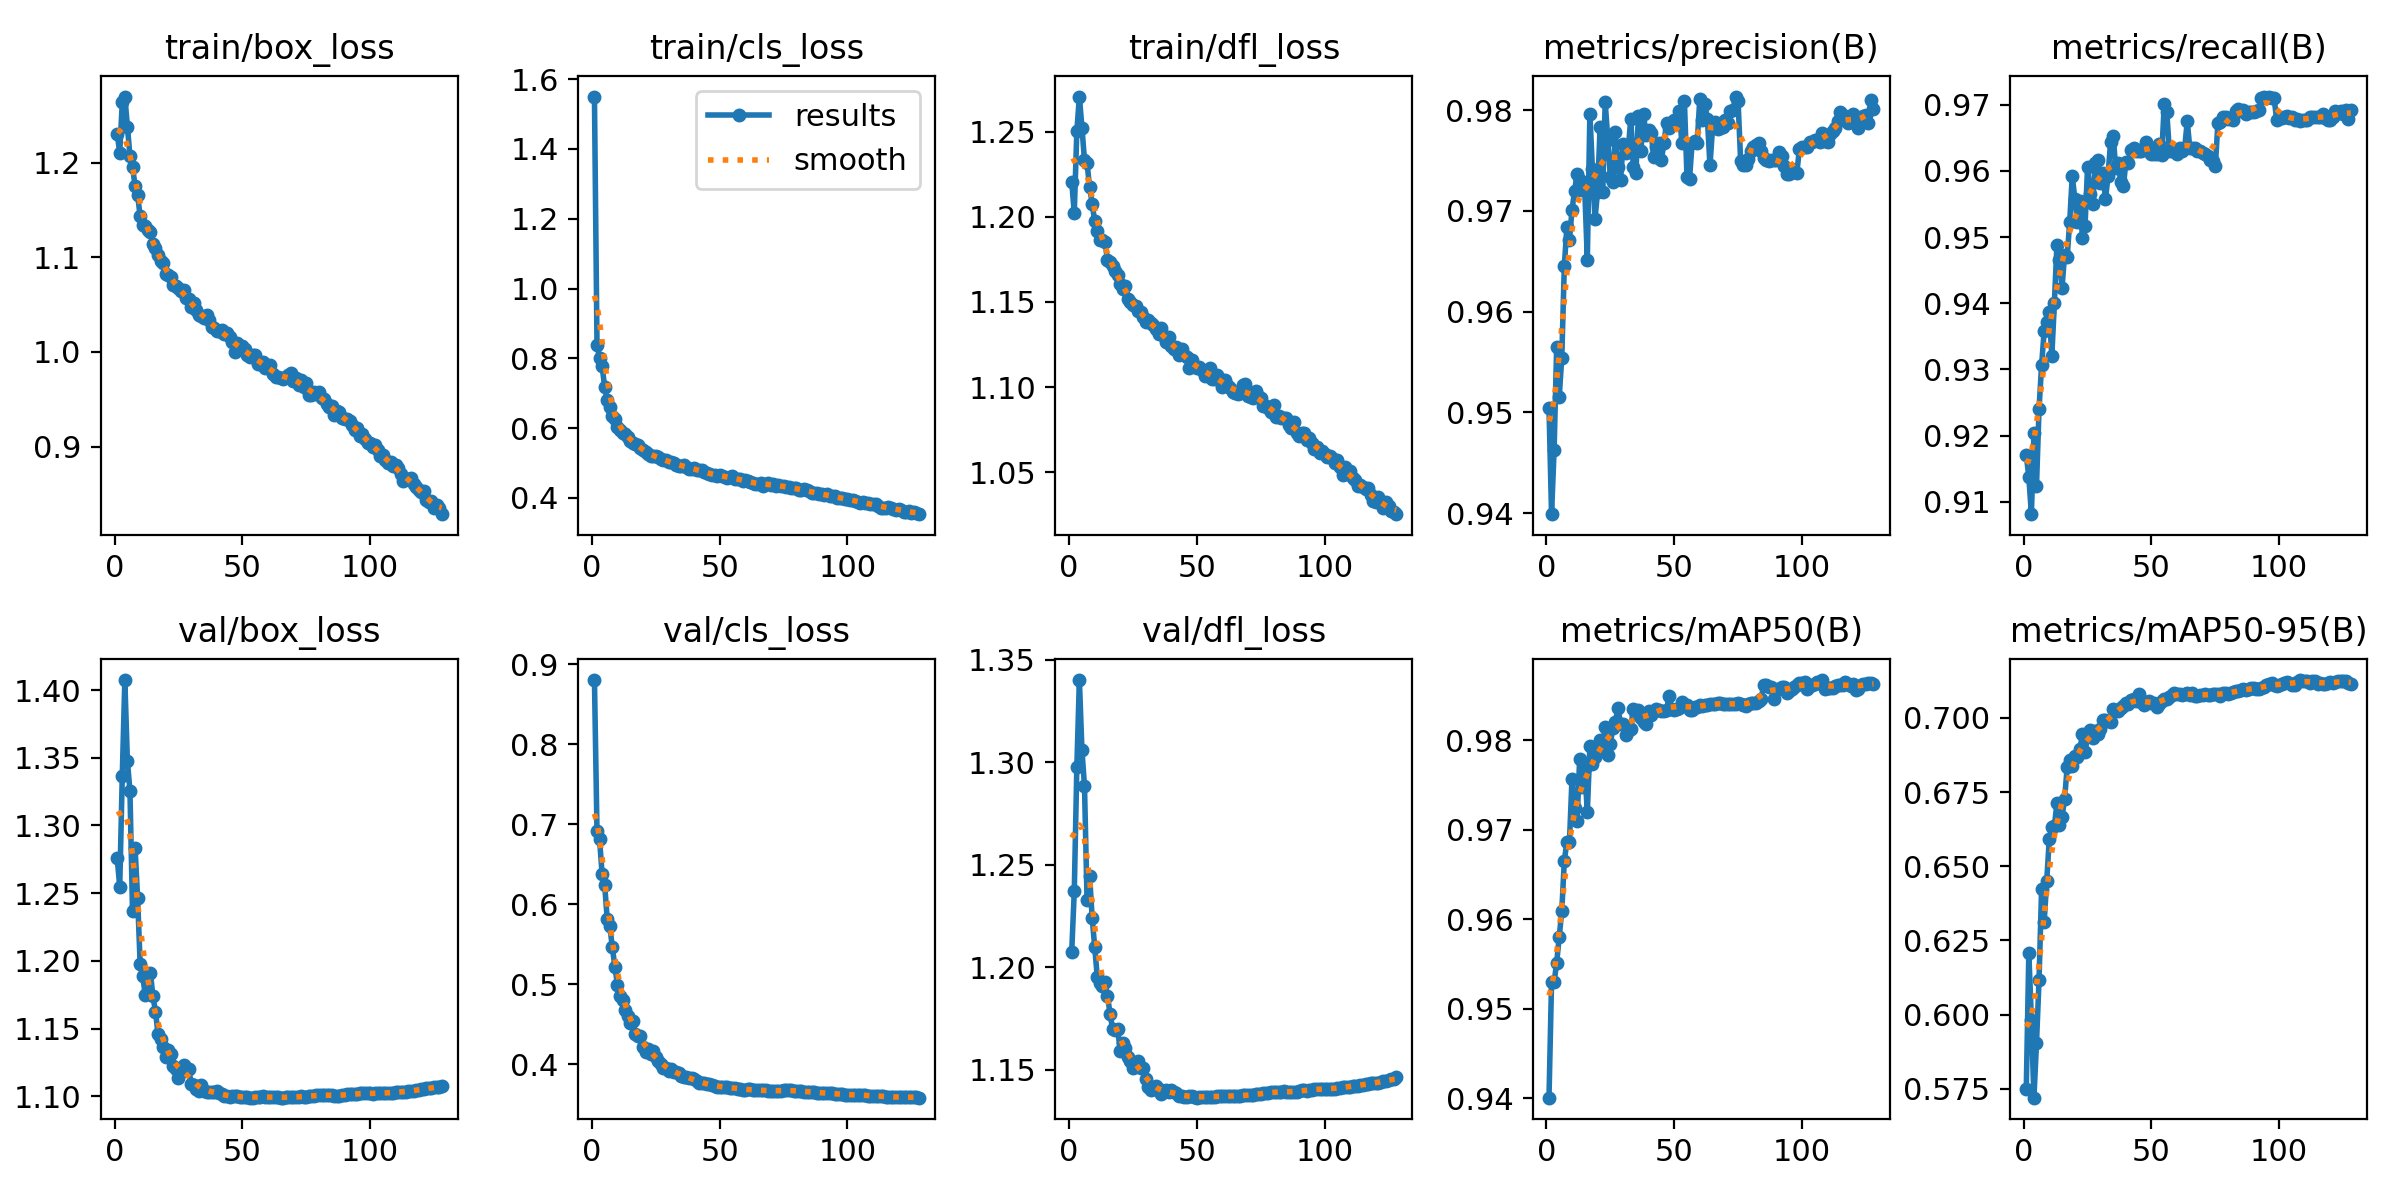 train/box_loss
1.2
1.1
1.0
0.9
0 50 100
train/cls_loss
1.6
1.4
1.2
1.0
0.8
0.6
0.4
results
smooth
0 50 100
train/dfl_loss
1.25
1.20
1.15
1.10
1.05
0 50 100
metrics/precision(B)
0.98
0.97
0.96
0.95
0.94
0 50 100
metrics/recall(B)
0.97
0.96
0.95
0.94
0.93
0.92
0.91
0 50 100
val/box_loss
1.40
1.35
1.30
1.25
1.20
1.15
1.10
0 50 100
val/cls_loss
0.9
0.8
0.7
0.6
0.5
0.4
0 50 100
val/dfl_loss
1.35
1.30
1.25
1.20
1.15
0 50 100
metrics/mAP50(B)
0.98
0.97
0.96
0.95
0.94
0 50 100
metrics/mAP50-95(B)
0.700
0.675
0.650
0.625
0.600
0.575
0 50 100